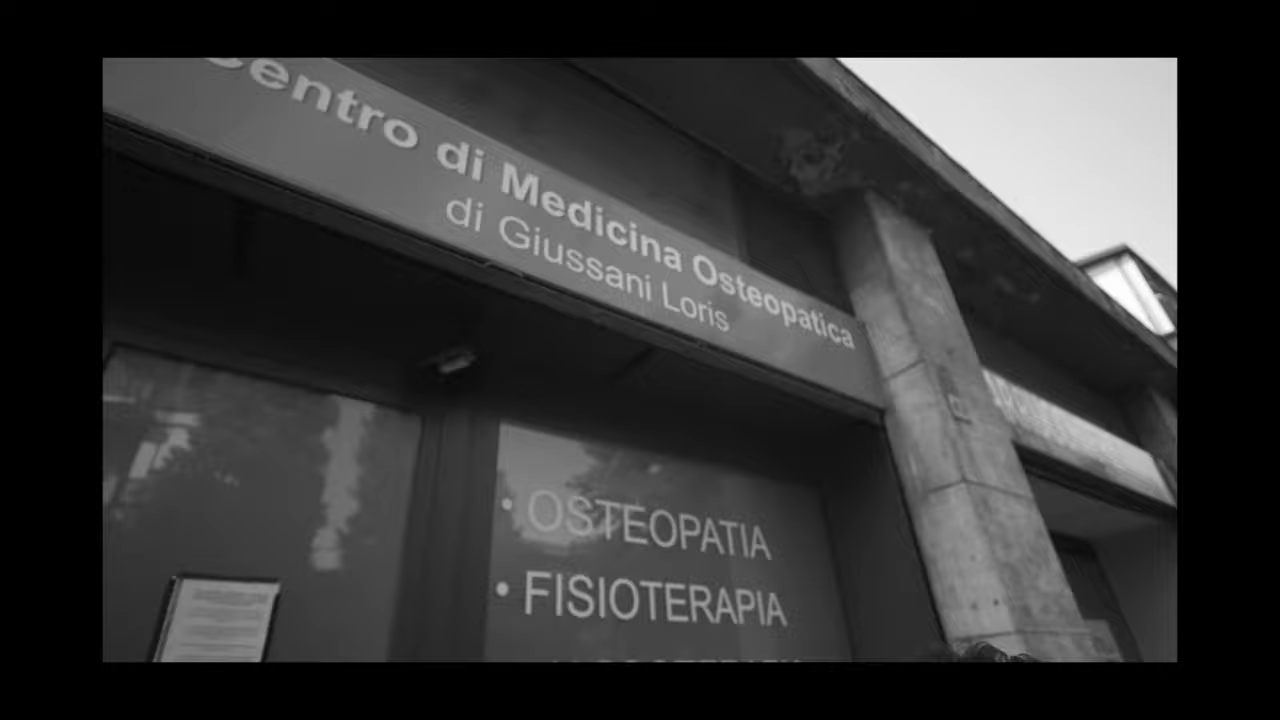 Centro di Medicina Osteopatica
di Giussani Loris
• OSTEOPATIA
• FISIOTERAPIA